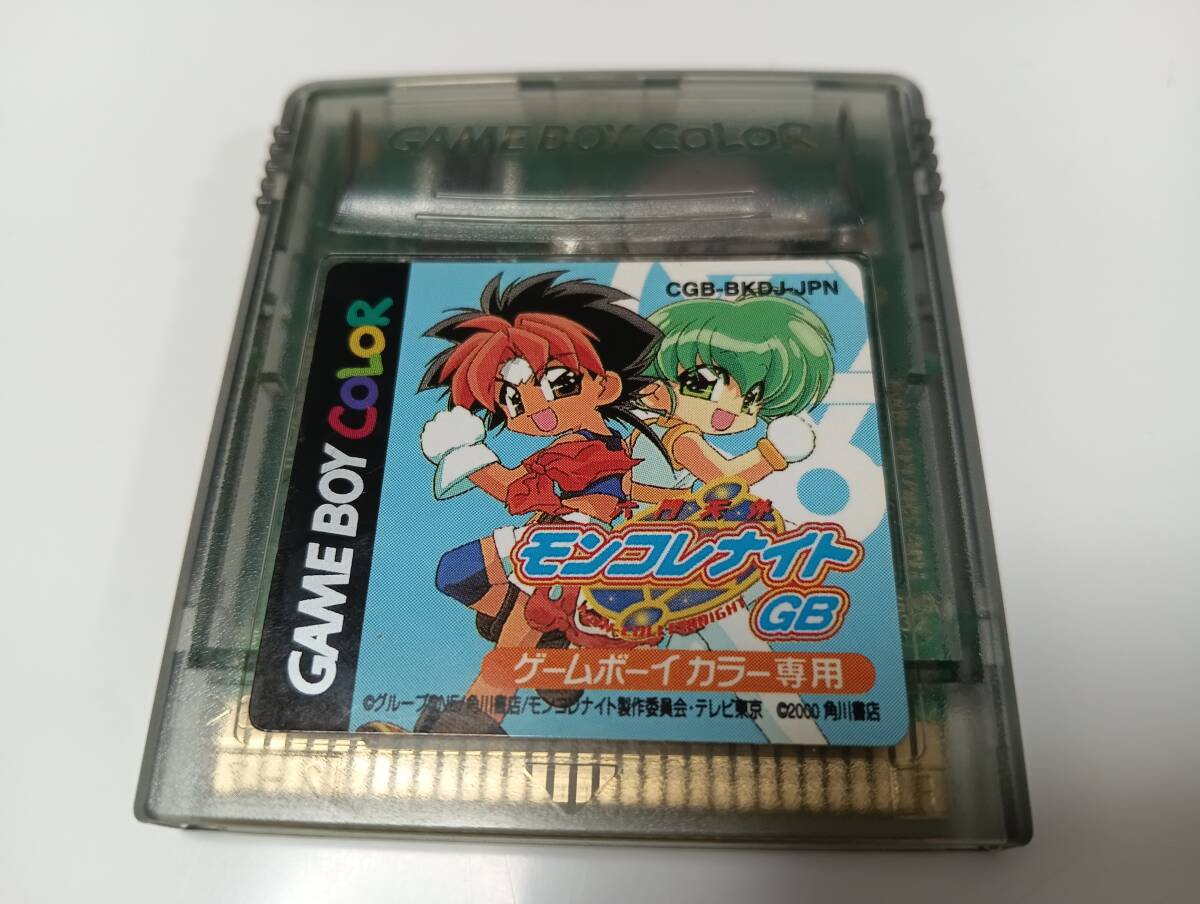 GAME BOY COLOR
GAME BOY COLOR
CGB-BKDJ-JPN
六門天外
モンコレナイト
GB
ゲームボーイカラー専用
©グループSNE/角川書店/モンコレナイト製作委員会・テレビ東京 ©2000 角川書店